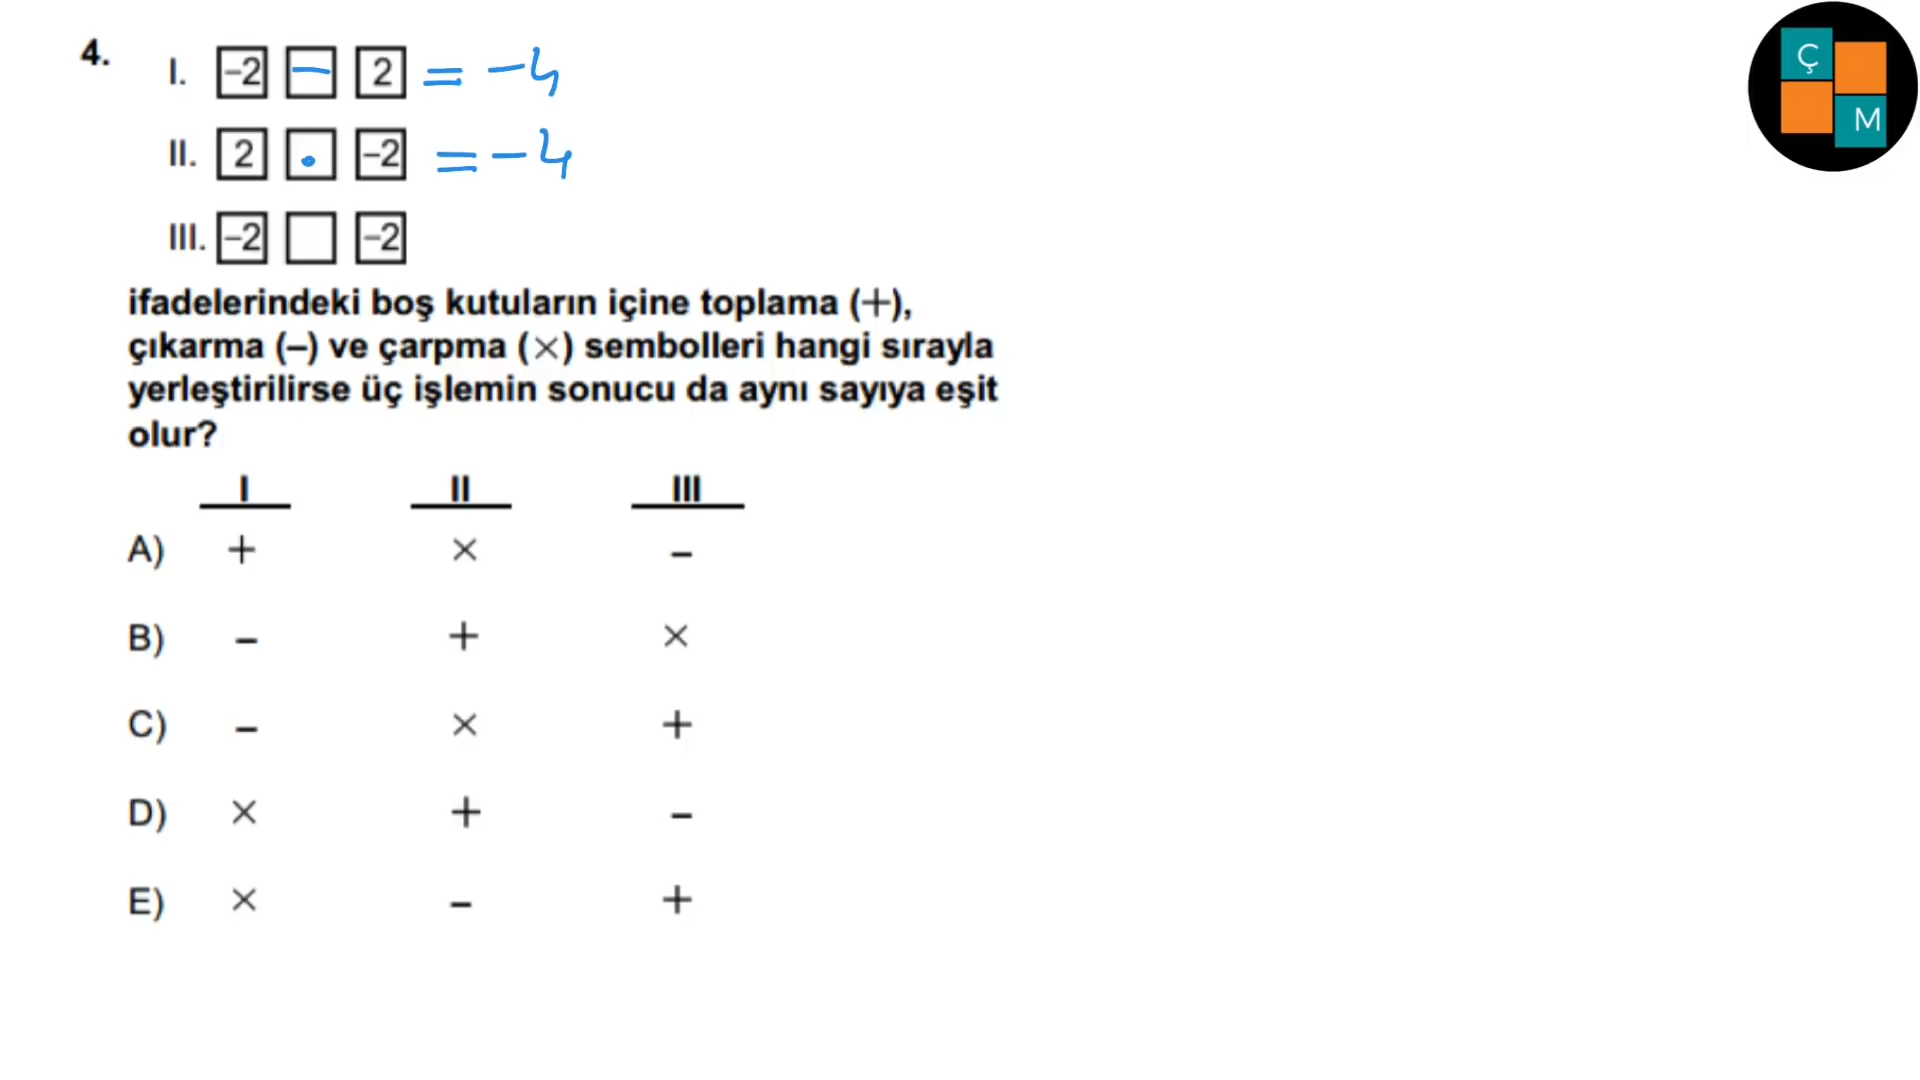 4.
I. -2 - 2 = -4
II. 2 . -2 = -4
III. -2 -2
ifadelerindeki boş kutuların içine toplama (+),
çıkarma (–) ve çarpma (×) sembolleri hangi sırayla
yerleştirilirse üç işlemin sonucu da aynı sayıya eşit
olur?
I II III
A) + × –
B) – + ×
C) – × +
D) × + –
E) × – +
Ç
M